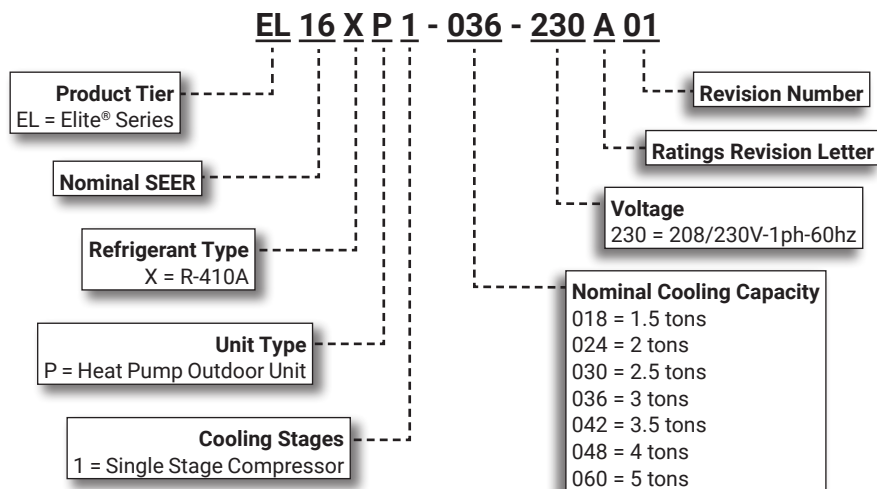 EL 16 X P 1 - 036 - 230 A 01
Product Tier
EL = Elite® Series
Nominal SEER
Refrigerant Type
X = R-410A
Unit Type
P = Heat Pump Outdoor Unit
Cooling Stages
1 = Single Stage Compressor
Revision Number
Ratings Revision Letter
Voltage
230 = 208/230V-1ph-60hz
Nominal Cooling Capacity
018 = 1.5 tons
024 = 2 tons
030 = 2.5 tons
036 = 3 tons
042 = 3.5 tons
048 = 4 tons
060 = 5 tons